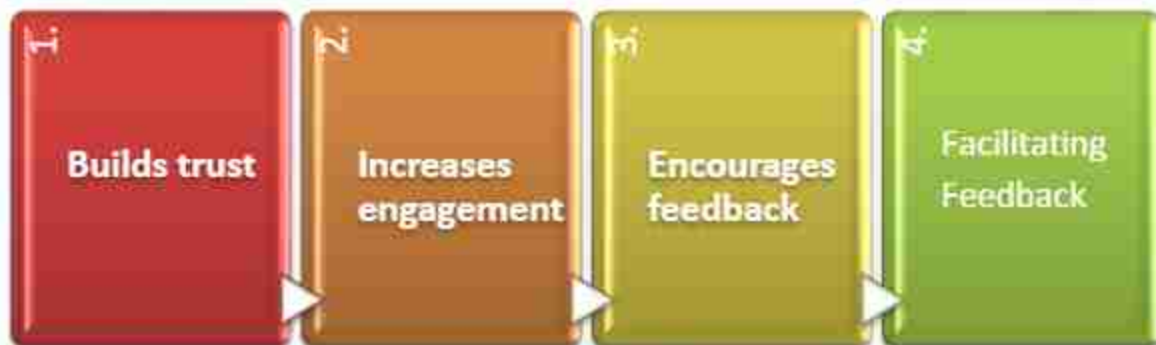 1.
Builds trust
2.
Increases
engagement
3.
Encourages
feedback
4.
Facilitating
Feedback